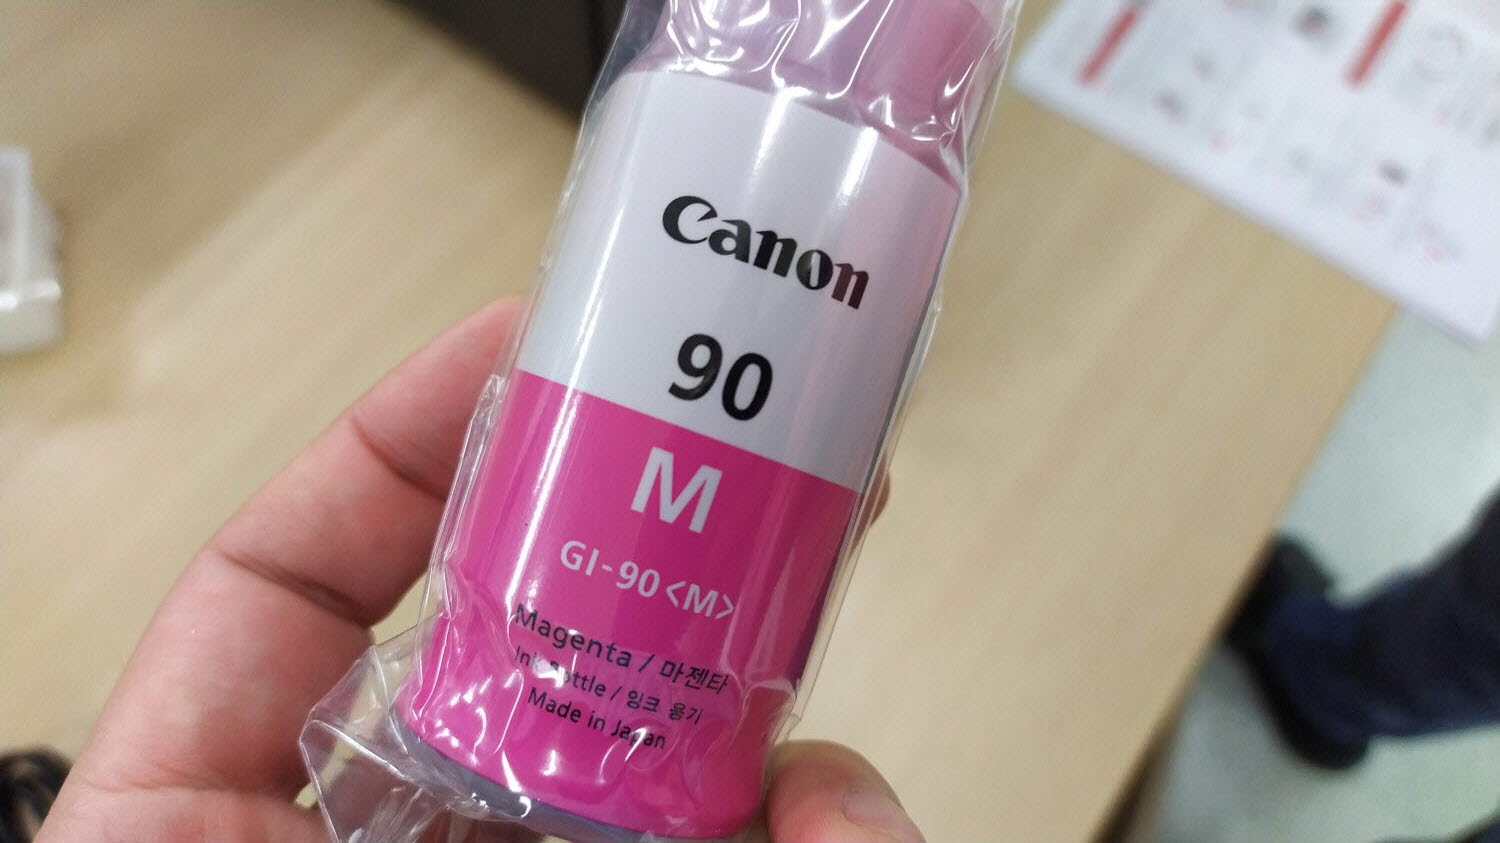 Canon
90
M
GI-90<M>
Magenta / 마젠타
Ink Bottle / 잉크 용기
Made in Japan